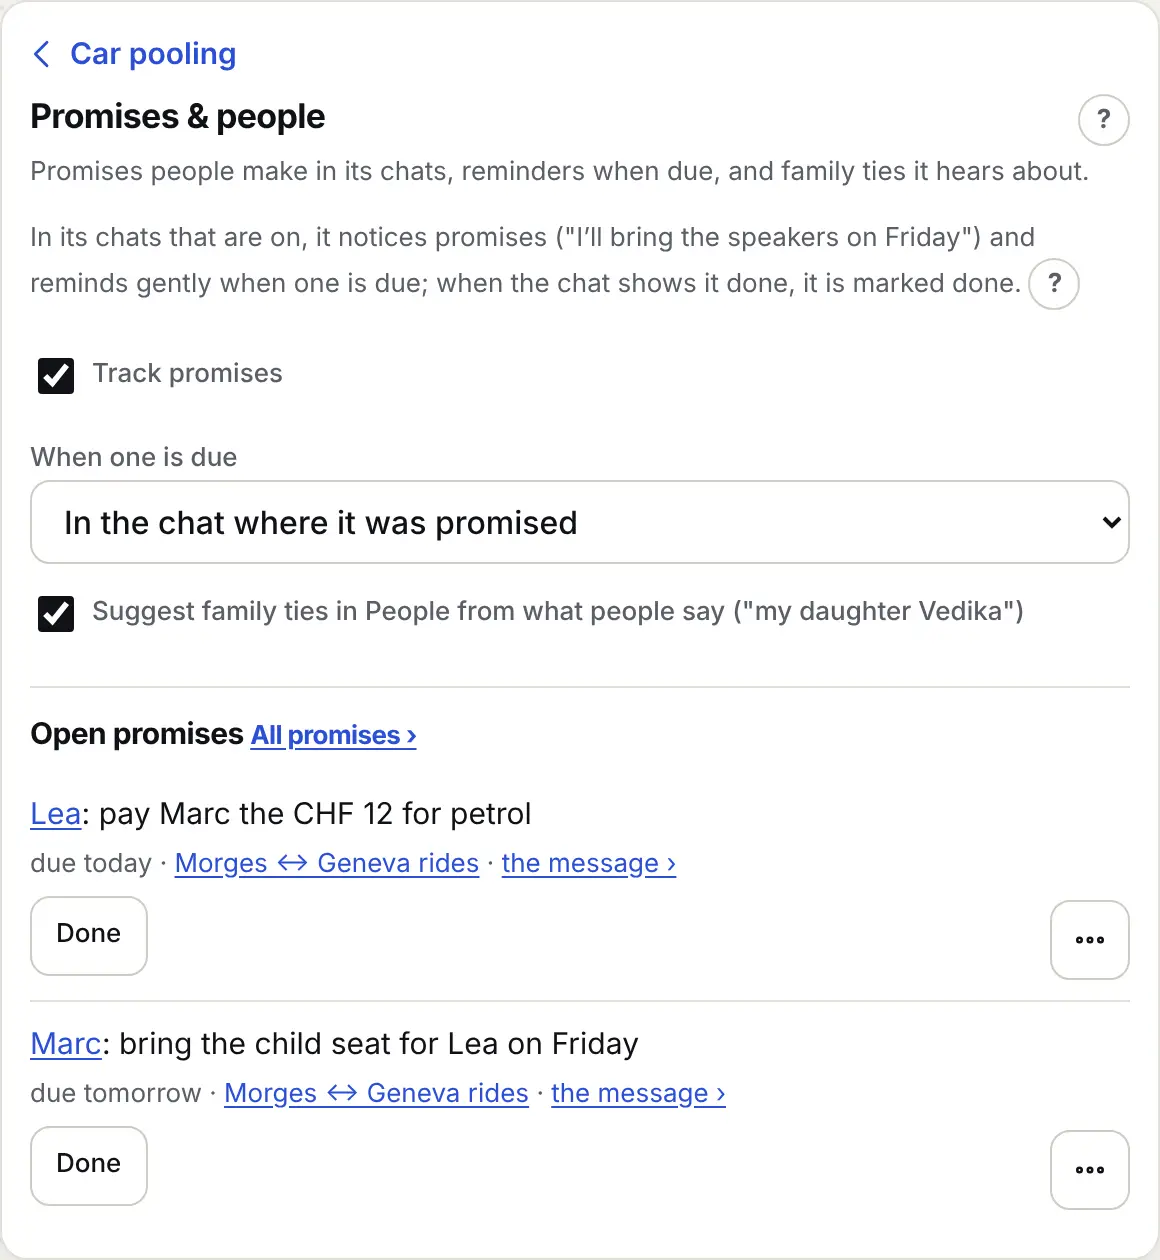 Car pooling
Promises & people
?
Promises people make in its chats, reminders when due, and family ties it hears about.
In its chats that are on, it notices promises ("I’ll bring the speakers on Friday") and
reminds gently when one is due; when the chat shows it done, it is marked done. ?
Track promises
When one is due
In the chat where it was promised
Suggest family ties in People from what people say ("my daughter Vedika")
Open promises All promises ›
Lea: pay Marc the CHF 12 for petrol
due today · Morges ↔ Geneva rides · the message ›
Done
Marc: bring the child seat for Lea on Friday
due tomorrow · Morges ↔ Geneva rides · the message ›
Done